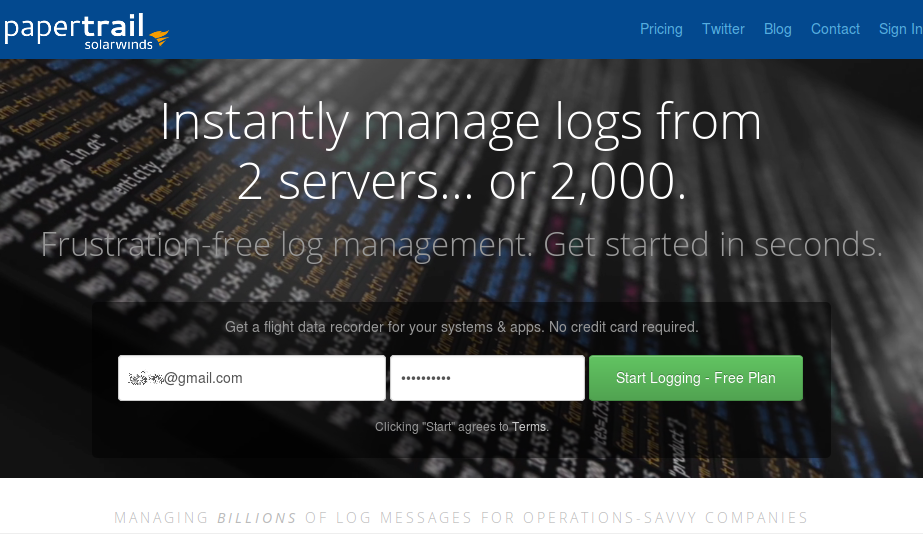 papertrail
solarwinds
Pricing Twitter Blog Contact Sign In
Instantly manage logs from
2 servers... or 2,000.
Frustration-free log management. Get started in seconds.
Get a flight data recorder for your systems & apps. No credit card required.
@gmail.com •••••••••• Start Logging - Free Plan
Clicking "Start" agrees to Terms.
MANAGING BILLIONS OF LOG MESSAGES FOR OPERATIONS-SAVVY COMPANIES